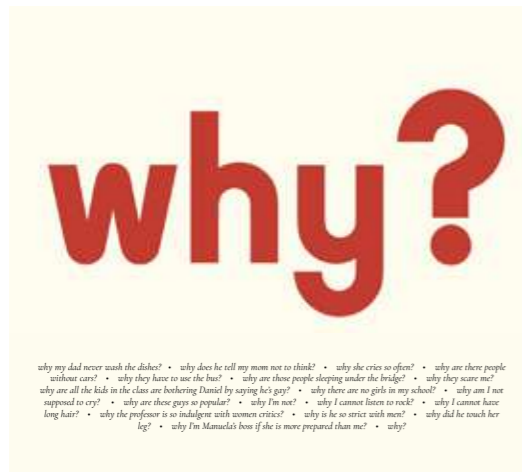 why?
why my dad never wash the dishes? • why does he tell my mom not to think? • why she cries so often? • why are there people
without cars? • why they have to use the bus? • why are those people sleeping under the bridge? • why they scare me?
why are all the kids in the class are bothering Daniel by saying he's gay? • why there are no girls in my school? • why am I not
supposed to cry? • why are these guys so popular? • why I'm not? • why I cannot listen to rock? • why I cannot have
long hair? • why the professor is so indulgent with women critics? • why is he so strict with men? • why did he touch her
leg? • why I'm Manuela's boss if she is more prepared than me? • why?